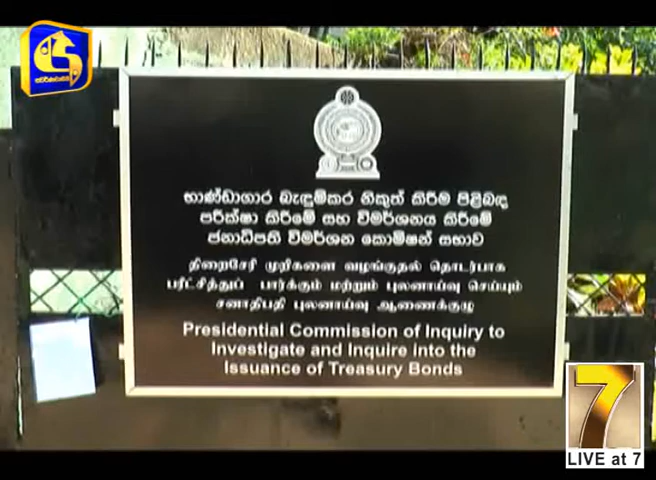 භාණ්ඩාගාර බැඳුම්කර නිකුත් කිරීම පිළිබඳ
පරීක්ෂා කිරීමේ සහ විමර්ශනය කිරීමේ
ජනාධිපති විමර්ශන කොමිෂන් සභාව
திறைசேரி முறிகளை வழங்குதல் தொடர்பாக
பரீட்சித்துப் பார்க்கும் மற்றும் புலனாய்வு செய்யும்
சனாதிபதி புலனாய்வு ஆணைக்குழு
Presidential Commission of Inquiry to
Investigate and Inquire into the
Issuance of Treasury Bonds
7
LIVE at 7